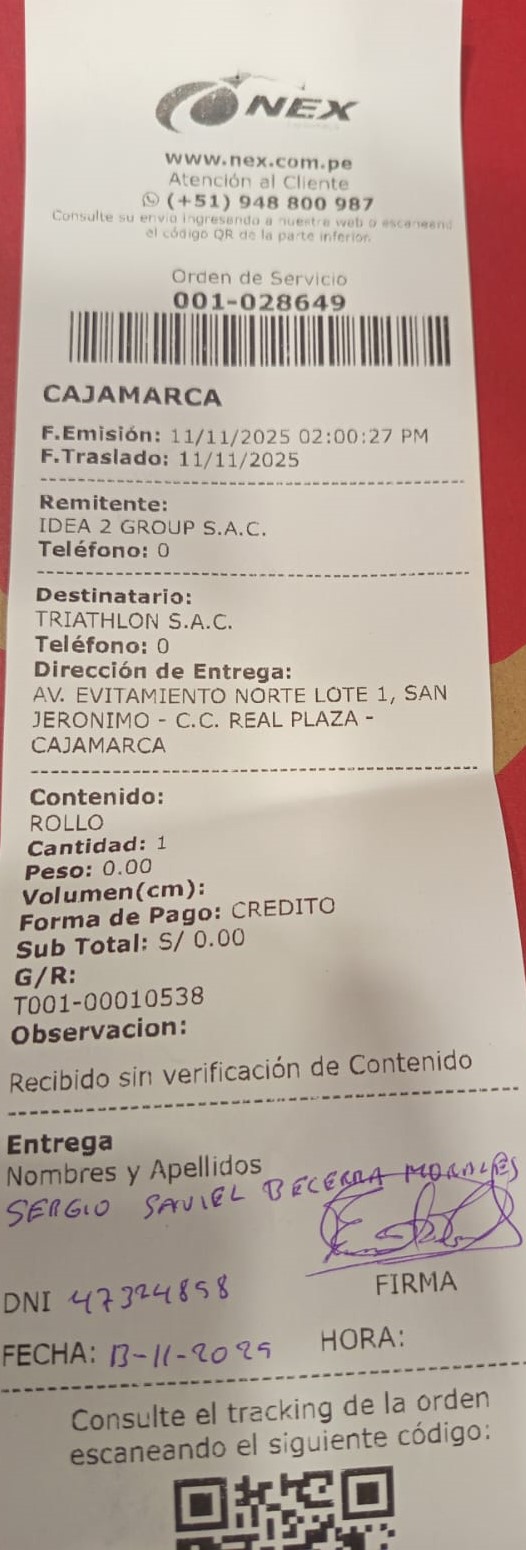 NEX
www.nex.com.pe
Atención al Cliente
(+51) 948 800 987
Consulte su envío ingresando a nuestra web o escaneand
el código QR de la parte inferior.
Orden de Servicio
001-028649
CAJAMARCA
F.Emisión: 11/11/2025 02:00:27 PM
F.Traslado: 11/11/2025
Remitente:
IDEA 2 GROUP S.A.C.
Teléfono: 0
Destinatario:
TRIATHLON S.A.C.
Teléfono: 0
Dirección de Entrega:
AV. EVITAMIENTO NORTE LOTE 1, SAN
JERONIMO - C.C. REAL PLAZA -
CAJAMARCA
Contenido:
ROLLO
Cantidad: 1
Peso: 0.00
Volumen(cm):
Forma de Pago: CREDITO
Sub Total: S/ 0.00
G/R:
T001-00010538
Observacion:
Recibido sin verificación de Contenido
Entrega
Nombres y Apellidos
SERGIO SAVIEL BECERRA MORALES
FIRMA
DNI 47324898
FECHA: 13-11-2025 HORA:
Consulte el tracking de la orden
escaneando el siguiente código: